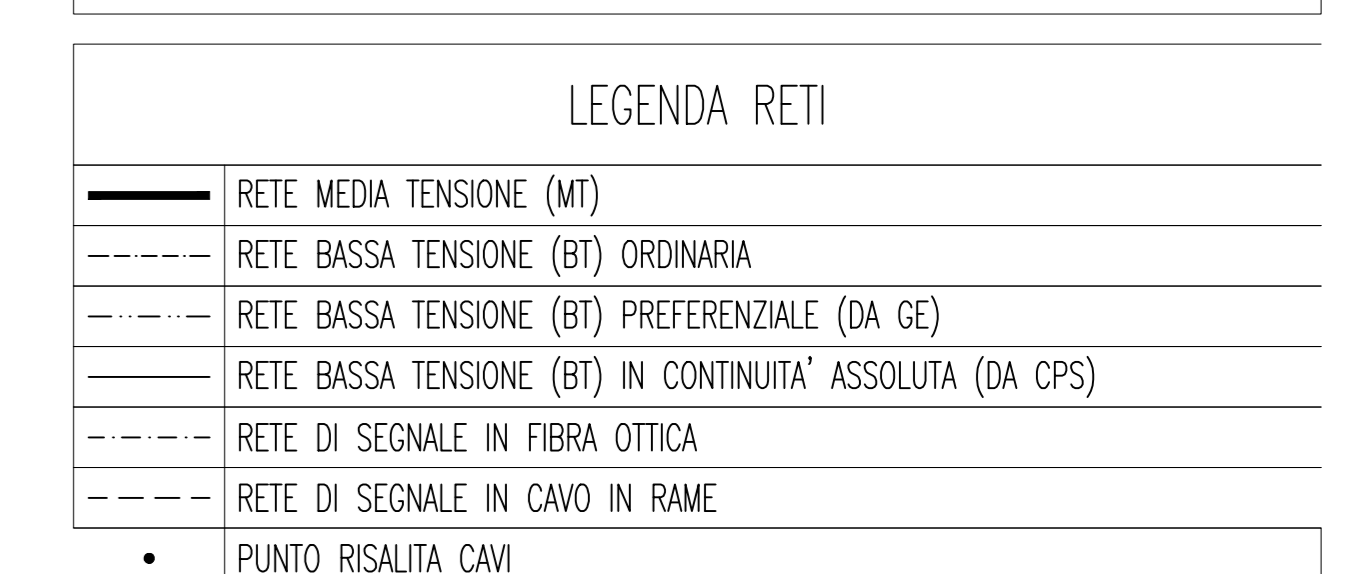 LEGENDA RETI
RETE MEDIA TENSIONE (MT)
RETE BASSA TENSIONE (BT) ORDINARIA
RETE BASSA TENSIONE (BT) PREFERENZIALE (DA GE)
RETE BASSA TENSIONE (BT) IN CONTINUITA' ASSOLUTA (DA CPS)
RETE DI SEGNALE IN FIBRA OTTICA
RETE DI SEGNALE IN CAVO IN RAME
PUNTO RISALITA CAVI